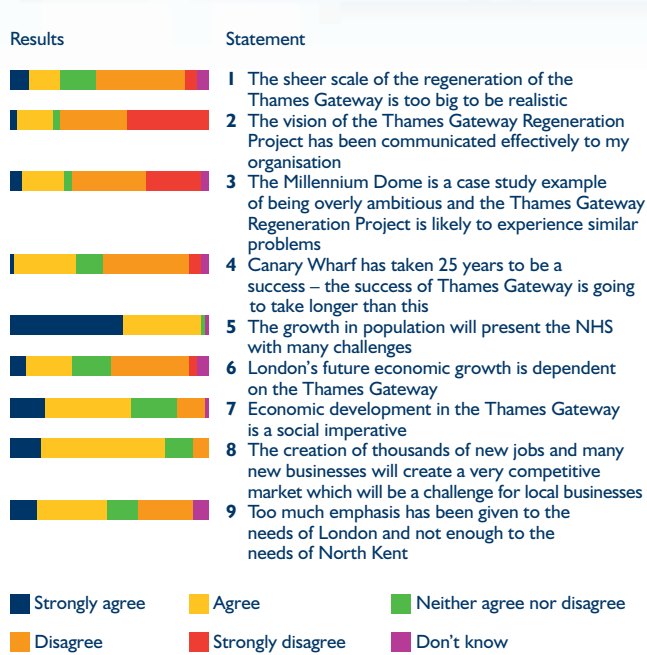 Results Statement
1 The sheer scale of the regeneration of the
Thames Gateway is too big to be realistic
2 The vision of the Thames Gateway Regeneration
Project has been communicated effectively to my
organisation
3 The Millennium Dome is a case study example
of being overly ambitious and the Thames Gateway
Regeneration Project is likely to experience similar
problems
4 Canary Wharf has taken 25 years to be a
success – the success of Thames Gateway is going
to take longer than this
5 The growth in population will present the NHS
with many challenges
6 London's future economic growth is dependent
on the Thames Gateway
7 Economic development in the Thames Gateway
is a social imperative
8 The creation of thousands of new jobs and many
new businesses will create a very competitive
market which will be a challenge for local businesses
9 Too much emphasis has been given to the
needs of London and not enough to the
needs of North Kent
Strongly agree Agree Neither agree nor disagree
Disagree Strongly disagree Don't know